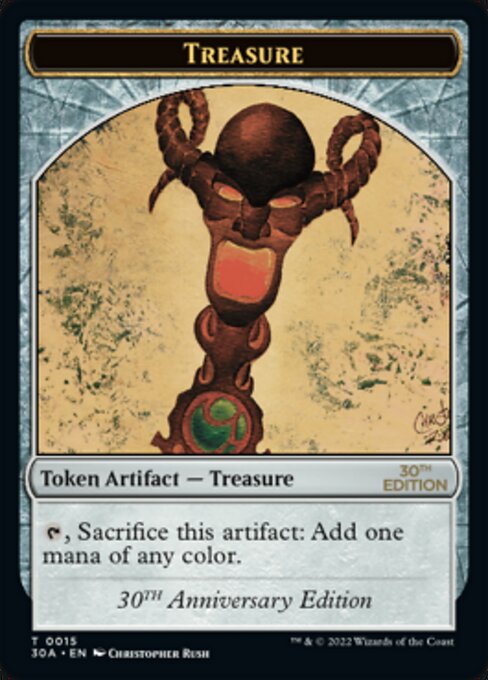 TREASURE
Token Artifact — Treasure
30TH
EDITION
, Sacrifice this artifact: Add one
mana of any color.
30TH Anniversary Edition
T 0015
30A • EN Christopher Rush
™ & © 2022 Wizards of the Coast